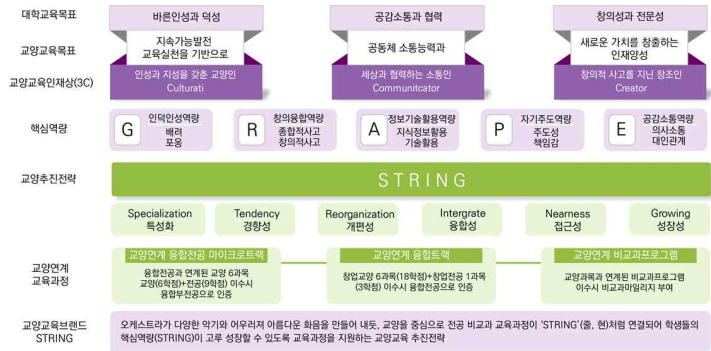 대학교육목표
바른인성과 덕성
공감소통과 협력
창의성과 전문성
교양교육목표
지속가능발전
교육실천을 기반으로
공동체 소통능력과
새로운 가치를 창출하는
인재양성
교양교육인재상(3C)
인성과 지성을 갖춘 교양인
Culturati
세상과 협력하는 소통인
Communitcator
창의적 사고를 지닌 창조인
Creator
핵심역량
G
인덕인성역량
배려
포용
R
창의융합역량
종합적사고
창의적사고
A
정보기술활용역량
지식정보활용
기술활용
P
자기주도역량
주도성
책임감
E
공감소통역량
의사소통
대인관계
교양추진전략
STRING
Specialization
특성화
Tendency
경향성
Reorganization
개편성
Intergrate
융합성
Nearness
접근성
Growing
성장성
교양연계
교육과정
교양연계 융합전공 마이크로트랙
융합전공과 연계된 교양 6과목
교양(6학점)+전공(9학점) 이수시
융합부전공으로 인증
교양연계 융합트랙
창업교양 6과목(18학점)+창업전공 1과목
(3학점) 이수시 융합전공으로 인증
교양연계 비교과프로그램
교양과목과 연계된 비교과프로그램
이수시 비교과마일리지 부여
교양교육브랜드
STRING
오케스트라가 다양한 악기와 어우러져 아름다운 화음을 만들어 내듯, 교양을 중심으로 전공 비교과 교육과정이 'STRING'(줄, 현)처럼 연결되어 학생들의
핵심역량(STRING)이 고루 성장할 수 있도록 교육과정을 지원하는 교양교육 추진전략